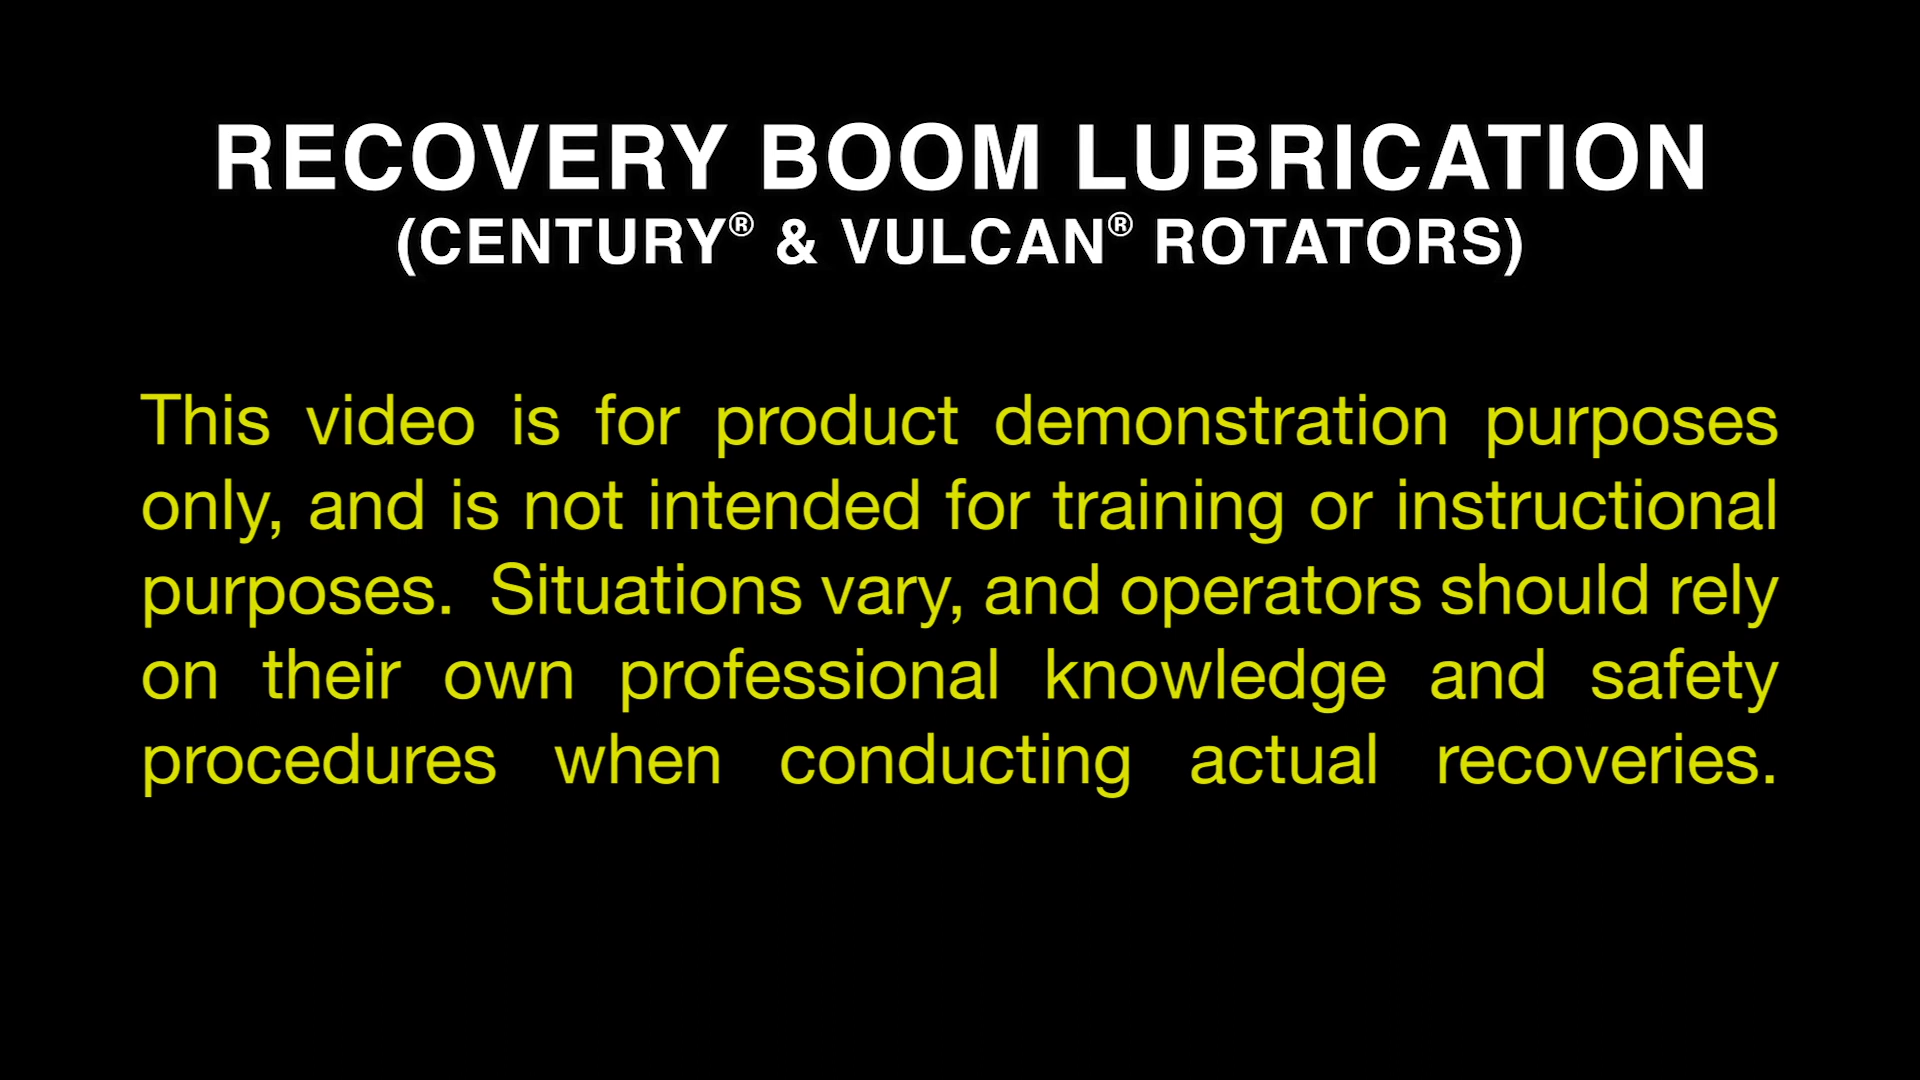 RECOVERY BOOM LUBRICATION
(CENTURY® & VULCAN® ROTATORS)
This video is for product demonstration purposes
only, and is not intended for training or instructional
purposes.  Situations vary, and operators should rely
on their own professional knowledge and safety
procedures when conducting actual recoveries.